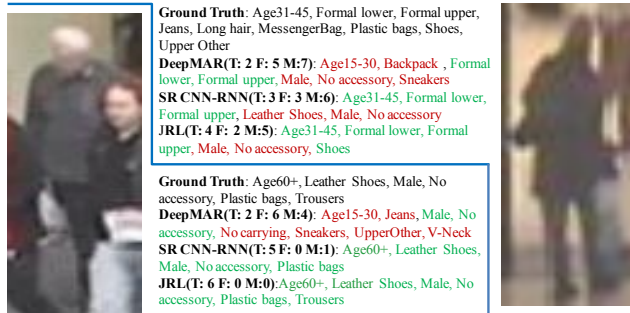 Ground Truth: Age31-45, Formal lower, Formal upper,
Jeans, Long hair, MessengerBag, Plastic bags, Shoes,
Upper Other
DeepMAR(T: 2 F: 5 M:7): Age15-30, Backpack , Formal
lower, Formal upper, Male, No accessory, Sneakers
SR CNN-RNN(T: 3 F: 3 M:6): Age31-45, Formal lower,
Formal upper, Leather Shoes, Male, No accessory
JRL(T: 4 F: 2 M:5): Age31-45, Formal lower, Formal
upper, Male, No accessory, Shoes
Ground Truth: Age60+, Leather Shoes, Male, No
accessory, Plastic bags, Trousers
DeepMAR(T: 2 F: 6 M:4): Age15-30, Jeans, Male, No
accessory, No carrying, Sneakers, UpperOther, V-Neck
SR CNN-RNN(T: 5 F: 0 M:1): Age60+, Leather Shoes,
Male, No accessory, Plastic bags
JRL(T: 6 F: 0 M:0):Age60+, Leather Shoes, Male, No
accessory, Plastic bags, Trousers